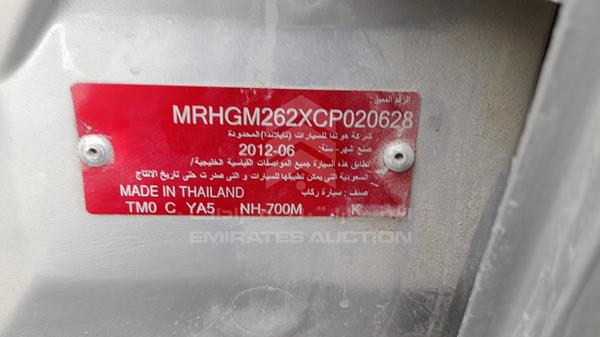 الرقم المميز:
MRHGM262XCP020628
شركة هوندا للسيارات (تايلاندا) المحدودة
صنع شهر- سنة: 06-2012
تطابق هذه السيارة جميع المواصفات القياسية الخليجية/
السعودية التي يمكن تطبيقها للسيارات و التي صدرت حتى تاريخ الانتاج
صنف: سيارة ركاب MADE IN THAILAND
TM0 C YA5 NH-700M K
EMIRATES AUCTION